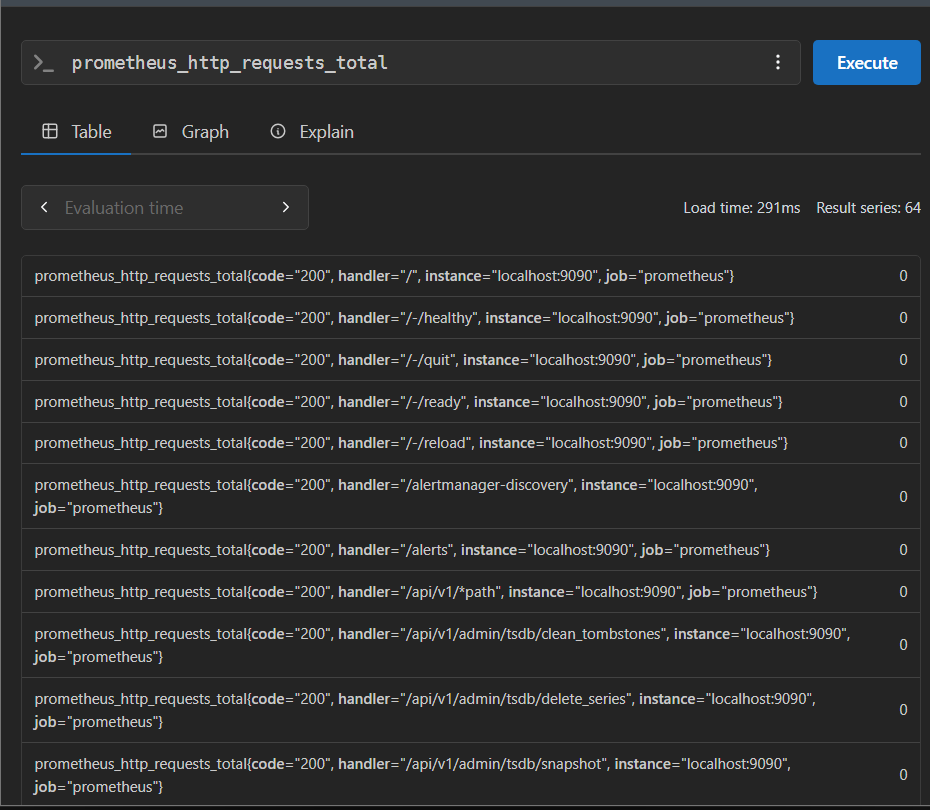 >_ prometheus_http_requests_total
Execute
Table Graph Explain
Evaluation time
Load time: 291ms Result series: 64
prometheus_http_requests_total{code="200", handler="/", instance="localhost:9090", job="prometheus"} 0
prometheus_http_requests_total{code="200", handler="/-/healthy", instance="localhost:9090", job="prometheus"} 0
prometheus_http_requests_total{code="200", handler="/-/quit", instance="localhost:9090", job="prometheus"} 0
prometheus_http_requests_total{code="200", handler="/-/ready", instance="localhost:9090", job="prometheus"} 0
prometheus_http_requests_total{code="200", handler="/-/reload", instance="localhost:9090", job="prometheus"} 0
prometheus_http_requests_total{code="200", handler="/alertmanager-discovery", instance="localhost:9090",
job="prometheus"} 0
prometheus_http_requests_total{code="200", handler="/alerts", instance="localhost:9090", job="prometheus"} 0
prometheus_http_requests_total{code="200", handler="/api/v1/*path", instance="localhost:9090", job="prometheus"} 0
prometheus_http_requests_total{code="200", handler="/api/v1/admin/tsdb/clean_tombstones", instance="localhost:9090",
job="prometheus"} 0
prometheus_http_requests_total{code="200", handler="/api/v1/admin/tsdb/delete_series", instance="localhost:9090",
job="prometheus"} 0
prometheus_http_requests_total{code="200", handler="/api/v1/admin/tsdb/snapshot", instance="localhost:9090",
job="prometheus"} 0